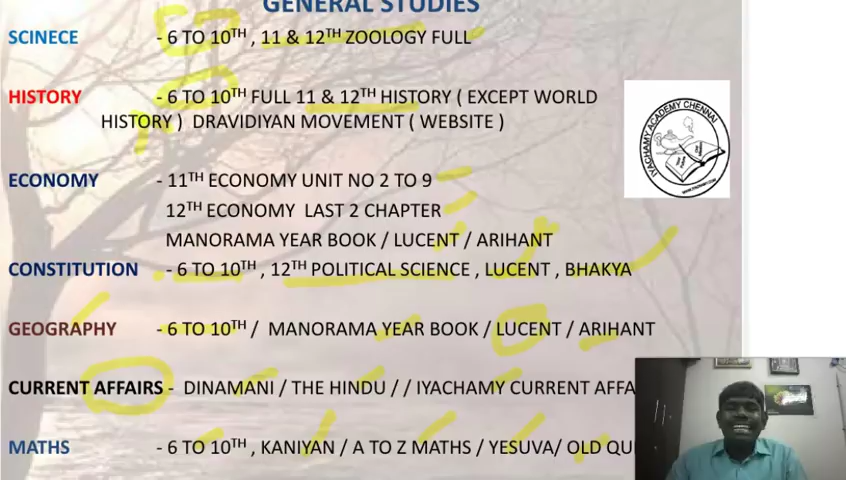 GENERAL STUDIES
SCINECE - 6 TO 10TH , 11 & 12TH ZOOLOGY FULL
HISTORY - 6 TO 10TH FULL 11 & 12TH HISTORY ( EXCEPT WORLD
HISTORY ) DRAVIDIYAN MOVEMENT ( WEBSITE )
IYACHAMY ACADEMY CHENNAI
ECONOMY - 11TH ECONOMY UNIT NO 2 TO 9
12TH ECONOMY LAST 2 CHAPTER
MANORAMA YEAR BOOK / LUCENT / ARIHANT
CONSTITUTION - 6 TO 10TH , 12TH POLITICAL SCIENCE , LUCENT , BHAKYA
GEOGRAPHY - 6 TO 10TH / MANORAMA YEAR BOOK / LUCENT / ARIHANT
CURRENT AFFAIRS - DINAMANI / THE HINDU / / IYACHAMY CURRENT AFFA
MATHS - 6 TO 10TH , KANIYAN / A TO Z MATHS / YESUVA/ OLD QU